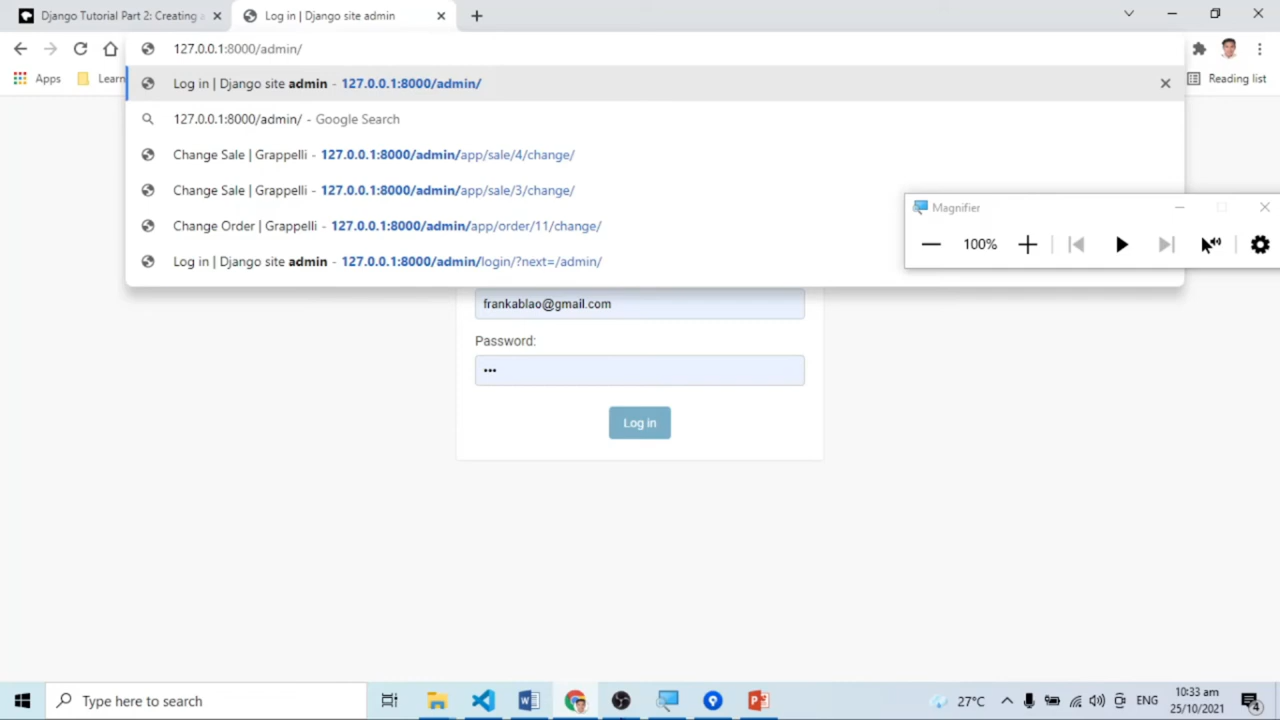 Django Tutorial Part 2: Creating a
Log in | Django site admin
127.0.0.1:8000/admin/
Apps
Learn
Reading list
Log in | Django site admin - 127.0.0.1:8000/admin/
127.0.0.1:8000/admin/ - Google Search
Change Sale | Grappelli - 127.0.0.1:8000/admin/app/sale/4/change/
Change Sale | Grappelli - 127.0.0.1:8000/admin/app/sale/3/change/
Change Order | Grappelli - 127.0.0.1:8000/admin/app/order/11/change/
Log in | Django site admin - 127.0.0.1:8000/admin/login/?next=/admin/
Magnifier
100%
frankablao@gmail.com
Password:
•••
Log in
Type here to search
27°C
ENG
10:33 am
25/10/2021
4